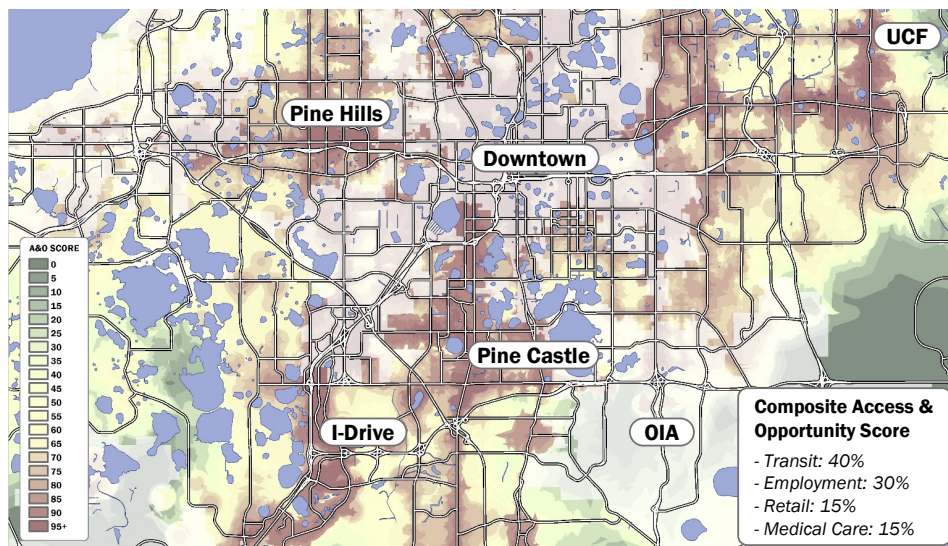 UCF
Pine Hills
Downtown
A&O SCORE
0
5
10
15
20
25
30
35
40
45
50
55
60
65
70
75
80
85
90
95+
Pine Castle
I-Drive
OIA
Composite Access &
Opportunity Score
- Transit: 40%
- Employment: 30%
- Retail: 15%
- Medical Care: 15%